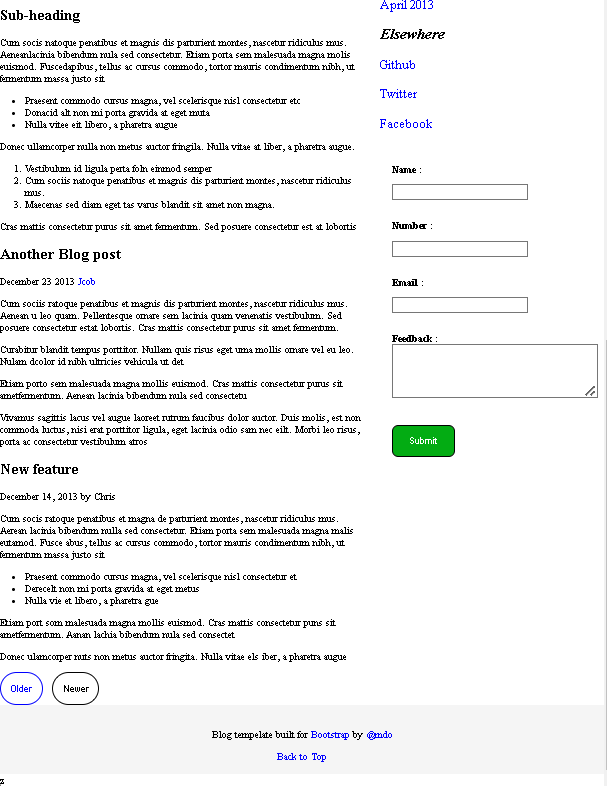 Sub-heading
Cum socis natoque penatibus et magnis dis parturient montes, nascetur ridiculus mus.
Aeneanlacinia bibendum nula sed consectetur. Etiam porta sem malesuada magna molis
euismod. Fuscedapibus, tellus ac cursus commodo, tortor mauris condimentum nibh, ut
fermentum massa justo sit
• Praesent commodo cursus magna, vel scelerisque nisl consectetur etc
• Donacid alt non mi porta gravida at eget muta
• Nulla vitee eit libero, a pharetra augue
Donec ullamcorper nulla non metus auctor fringila. Nulla vitae at liber, a pharetra augue.
1. Vestibulum id ligula perta foln einmod semper
2. Cum sociis natoque penatibus et magnis dis parturient montes, nascetur ridiculus
mus.
3. Maecenas sed diam eget tas varus blandit sit amet non magna.
Cras mattis consectetur purus sit amet fermentum. Sed posuere consectetur est at lobortis
Another Blog post
December 23 2013 Jcob
Cum sociis ratoque penatibus et magnis dis parturient montes, nascetur ridiculus mus.
Aenean u leo quam. Pellentesque ornare sem lacinia quam venenatis vestibulum. Sed
posuere consectetur estat lobortis. Cras mattis consectetur purus sit amet fermentum.
Curabitur blandit tempus porttitor. Nullam quis risus eget uma mollis ornare vel eu leo.
Nulam dcolor id nibh ultricies vehicula ut det
Etiam porto sem malesuada magna mollis euismod. Cras mattis consectetur purus sit
ametfermentum. Aenean lacinia bibendum nula sed consectetu
Vivamus sagittis lacus vel augue laoreet rutrum faucibus dolor auctor. Duis molis, est non
commoda luctus, nisi erat porttitor ligula, eget lacinia odio sam nec eilt. Morbi leo risus,
porta ac consectetur vestibulum atros
New feature
December 14, 2013 by Chris
Cum socis ratoque penatibus et magna de parturient montes, nascetur ridiculus mus.
Aerean lacinia bibendum nulla sed consectetur. Etiam porta sem malesuada magna malis
eutamod. Fusce abus, tellus ac cursus commodo, tortor mauris condimentum nibh, ut
fermentum massa justo sit
• Praesent commodo cursus magna, vel scelerisque nisl consectetur et
• Derecelt non mi porta gravida at eget metus
• Nulla vie et libero, a pharetra gue
Etiam port som malesuada magna mollis euismod. Cras mattis consectetur puns sit
ametfermentum. Aanan lachia bibendum nula sed consectet
Donec ulamcorper nuts non metus auctor fringita. Nulla vitae els iber, a pharetra augue
Older Newer
April 2013
Elsewhere
Github
Twitter
Facebook
Name :
Number :
Email :
Feedback :
Submit
Blog tempelate built for Bootstrap by @mdo
Back to Top
z